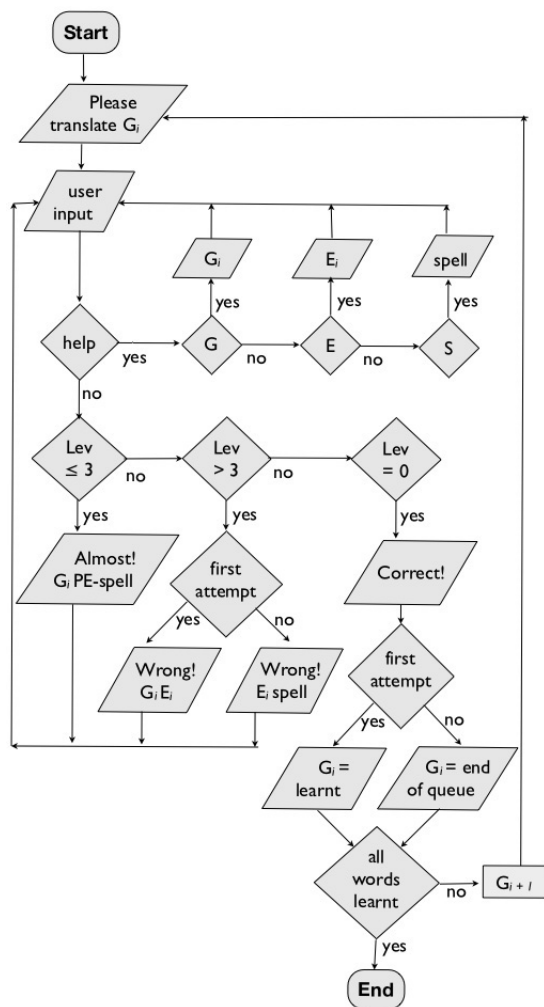 Start
Please
translate Gi
user
input
Gi
Ei
spell
yes
yes
yes
help
yes
G
no
E
no
S
no
Lev
≤ 3
no
Lev
> 3
no
Lev
= 0
yes
yes
yes
Almost!
Gi PE-spell
first
attempt
Correct!
yes
no
Wrong!
Gi Ei
Wrong!
Ei spell
first
attempt
yes
no
Gi =
learnt
Gi = end
of queue
all
words
learnt
no
Gi + 1
yes
End